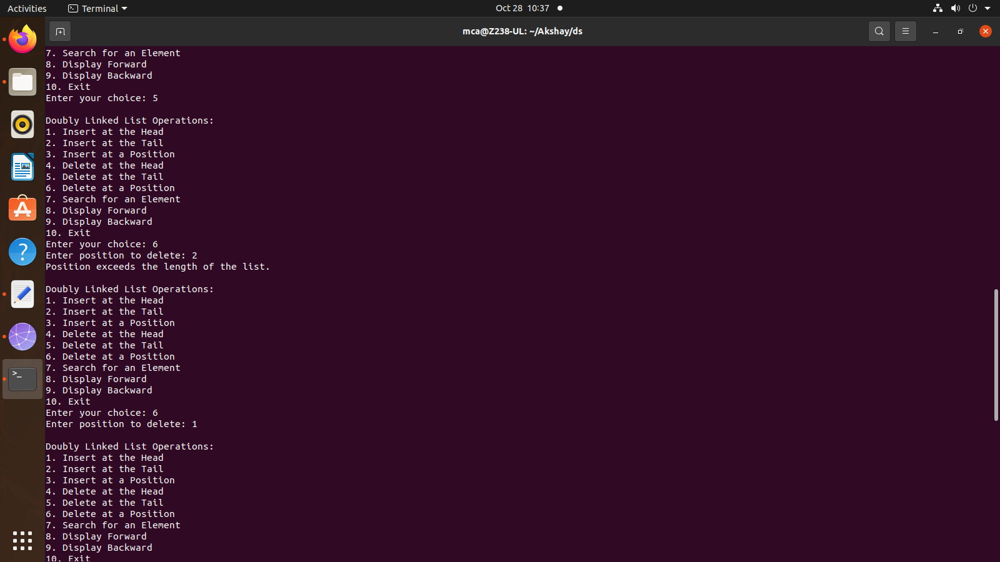 Activities
Terminal
Oct 28 10:37
mca@Z238-UL: ~/Akshay/ds
7. Search for an Element
8. Display Forward
9. Display Backward
10. Exit
Enter your choice: 5
Doubly Linked List Operations:
1. Insert at the Head
2. Insert at the Tail
3. Insert at a Position
4. Delete at the Head
5. Delete at the Tail
6. Delete at a Position
7. Search for an Element
8. Display Forward
9. Display Backward
10. Exit
Enter your choice: 6
Enter position to delete: 2
Position exceeds the length of the list.
Doubly Linked List Operations:
1. Insert at the Head
2. Insert at the Tail
3. Insert at a Position
4. Delete at the Head
5. Delete at the Tail
6. Delete at a Position
7. Search for an Element
8. Display Forward
9. Display Backward
10. Exit
Enter your choice: 6
Enter position to delete: 1
Doubly Linked List Operations:
1. Insert at the Head
2. Insert at the Tail
3. Insert at a Position
4. Delete at the Head
5. Delete at the Tail
6. Delete at a Position
7. Search for an Element
8. Display Forward
9. Display Backward
10. Exit